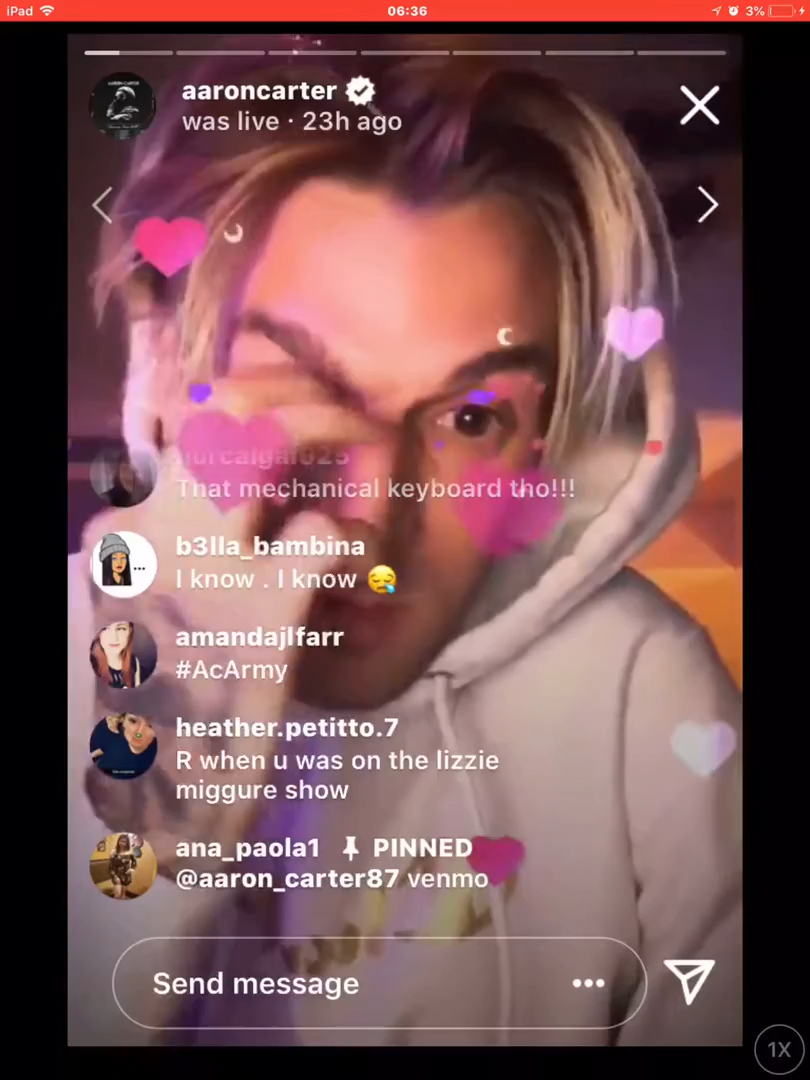 iPad 06:36 3%
aaroncarter
was live · 23h ago
That mechanical keyboard tho!!!
b3lla_bambina
I know . I know 😪
amandajlfarr
#AcArmy
heather.petitto.7
R when u was on the lizzie
miggure show
ana_paola1 PINNED
@aaron_carter87 venmo
Send message
1X